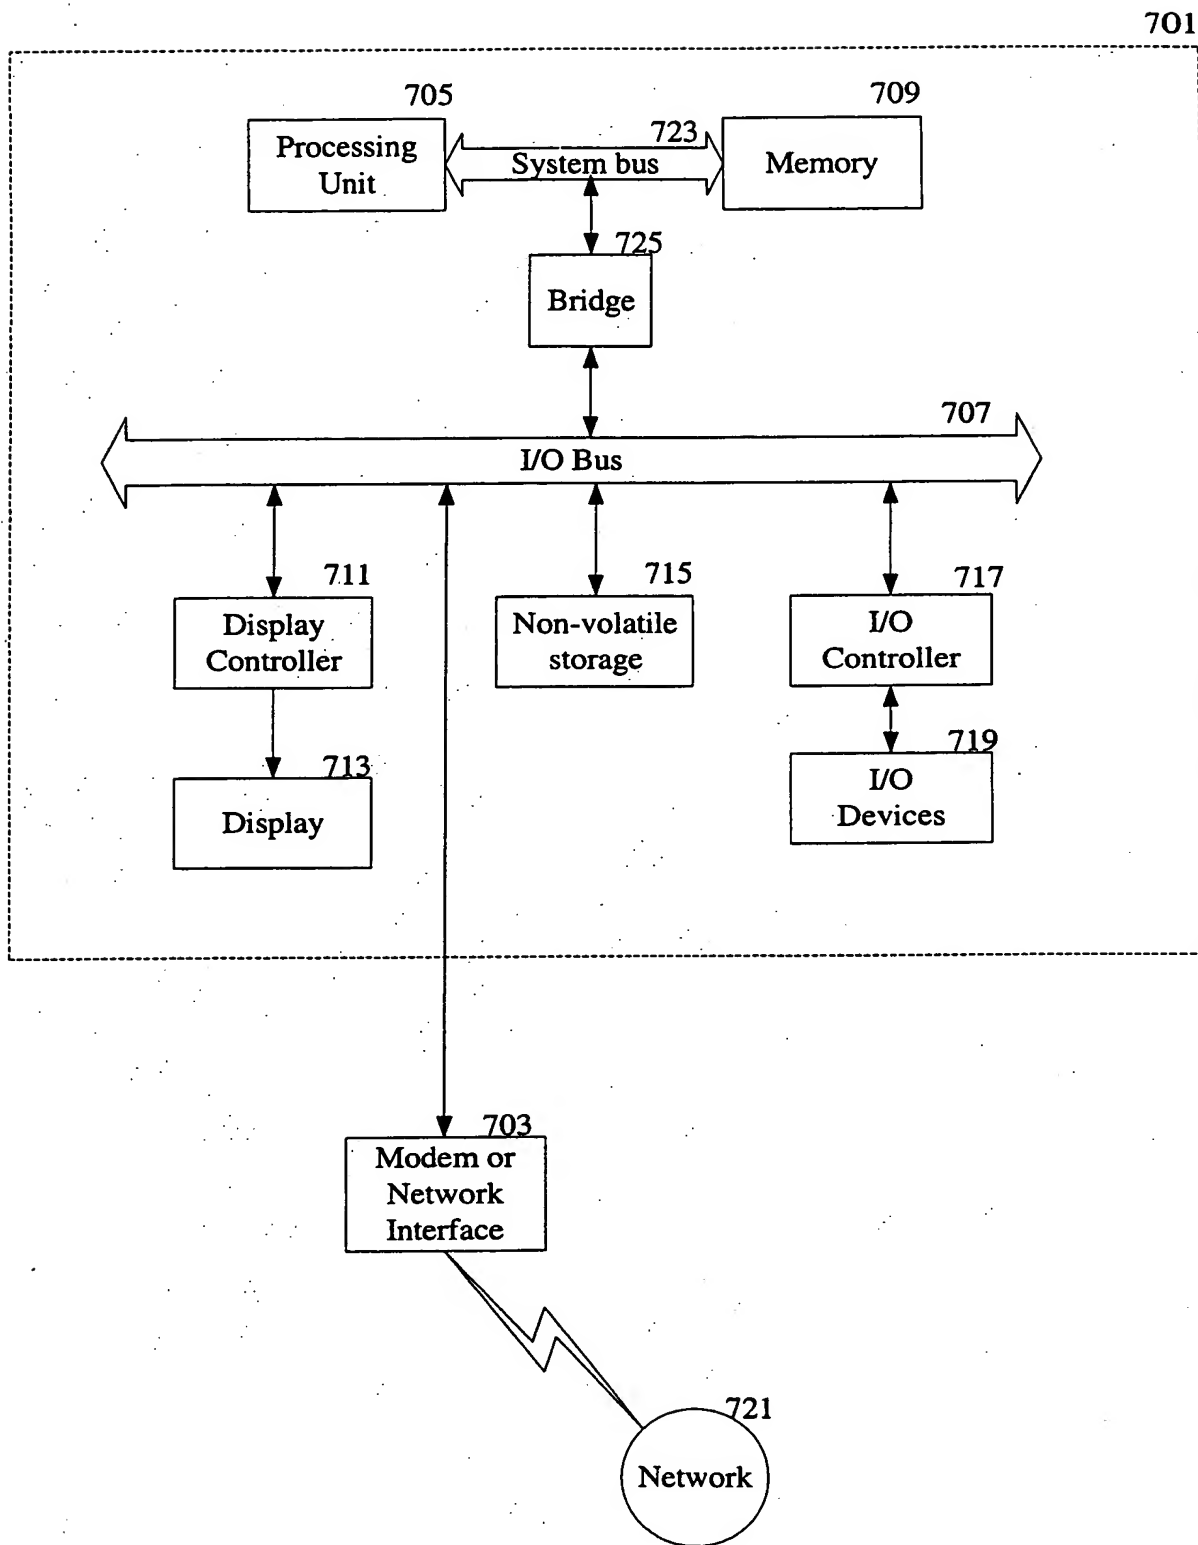 701
705
709
Processing
Unit
723
System bus
Memory
725
Bridge
707
I/O Bus
711
715
717
Display
Controller
Non-volatile
storage
I/O
Controller
713
719
Display
I/O
Devices
703
Modem or
Network
Interface
721
Network